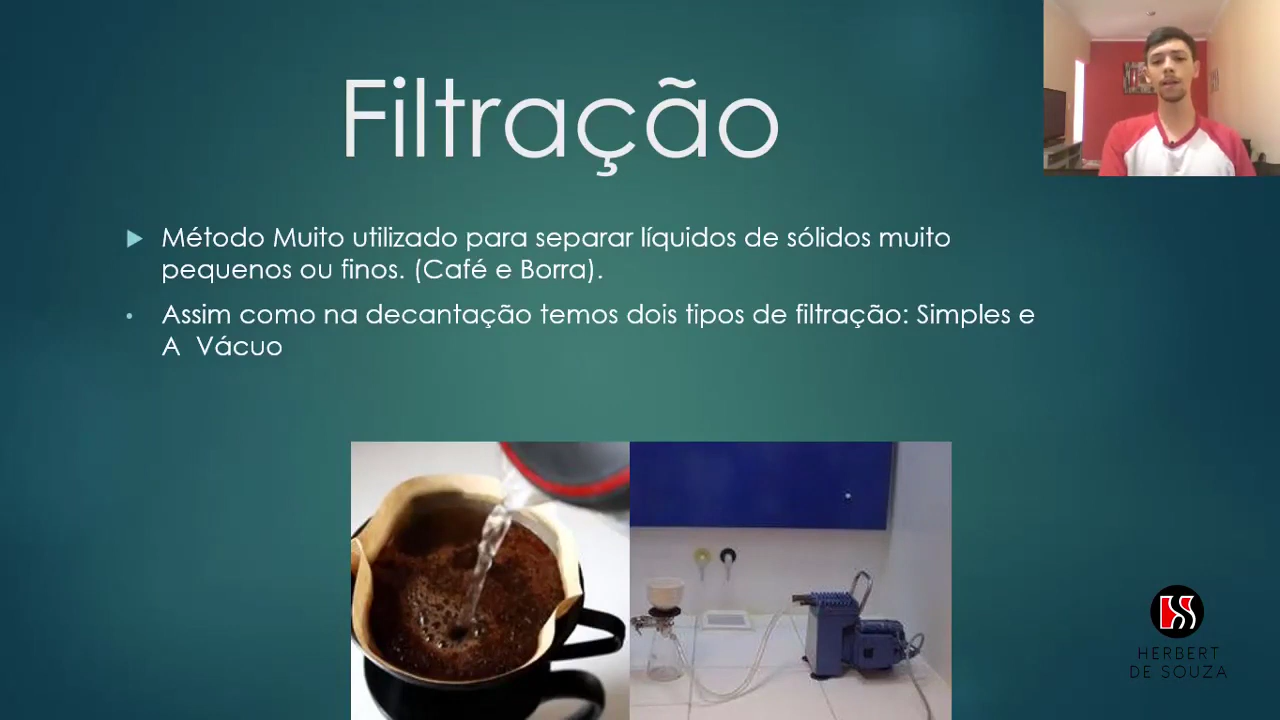 Filtração
Método Muito utilizado para separar líquidos de sólidos muito
pequenos ou finos. (Café e Borra).
Assim como na decantação temos dois tipos de filtração: Simples e
A  Vácuo
HERBERT
DE SOUZA